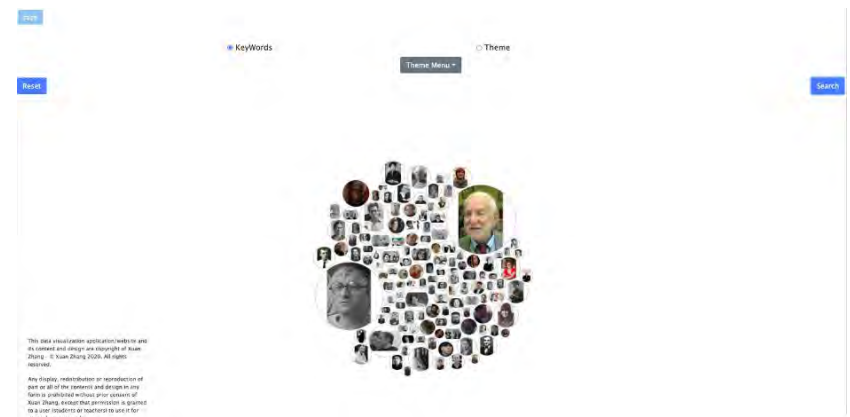 KeyWords
Theme
Theme Menu
Reset
Search
This data visualization application/website and
its content and design are copyright of Xuan
Zhang - © Xuan Zhang 2020. All rights
reserved.
Any display, redistribution or reproduction of
part or all of the contents and design in any
form is prohibited without prior consent of
Xuan Zhang, except that permission is granted
to a user (students or teachers) to use it for